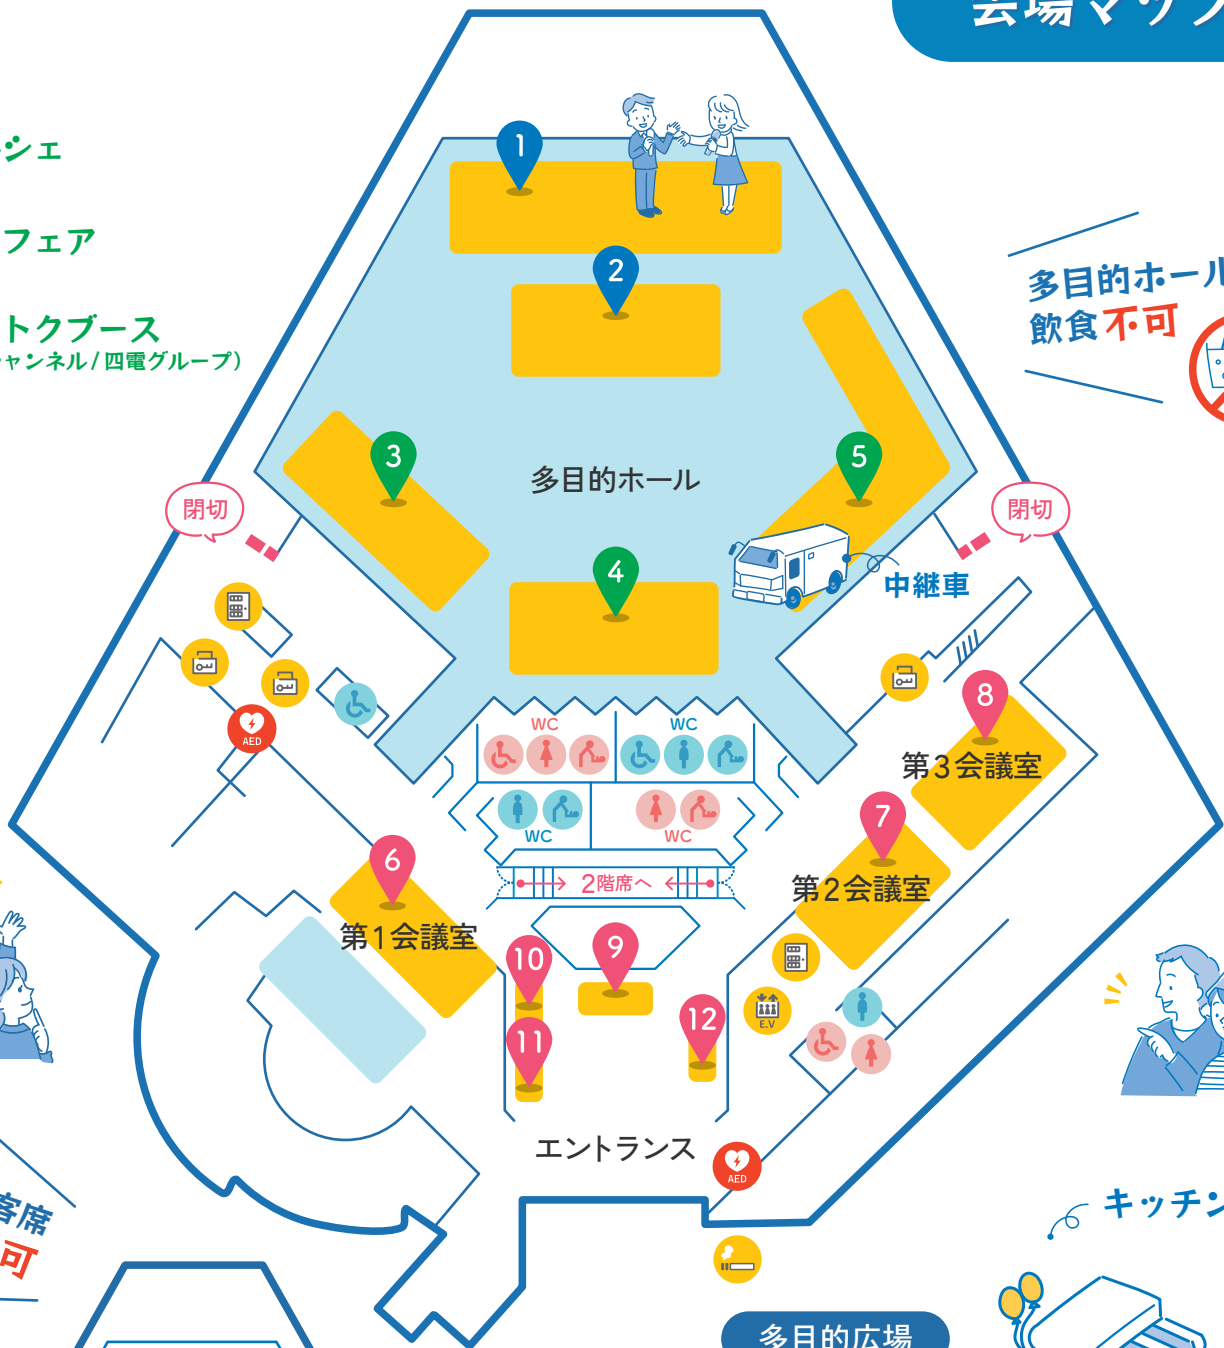 会場マップ
シェ
フェア
トクブース
ャンネル/四電グループ)
多目的ホール
飲食不可
1
2
3
多目的ホール
5
閉切
閉切
4
中継車
8
WC
WC
AED
第3会議室
7
WC
WC
6
2階席へ
第2会議室
第1会議室
9
10
11
12
E.V
エントランス
AED
客席
可
キッチン
多目的広場